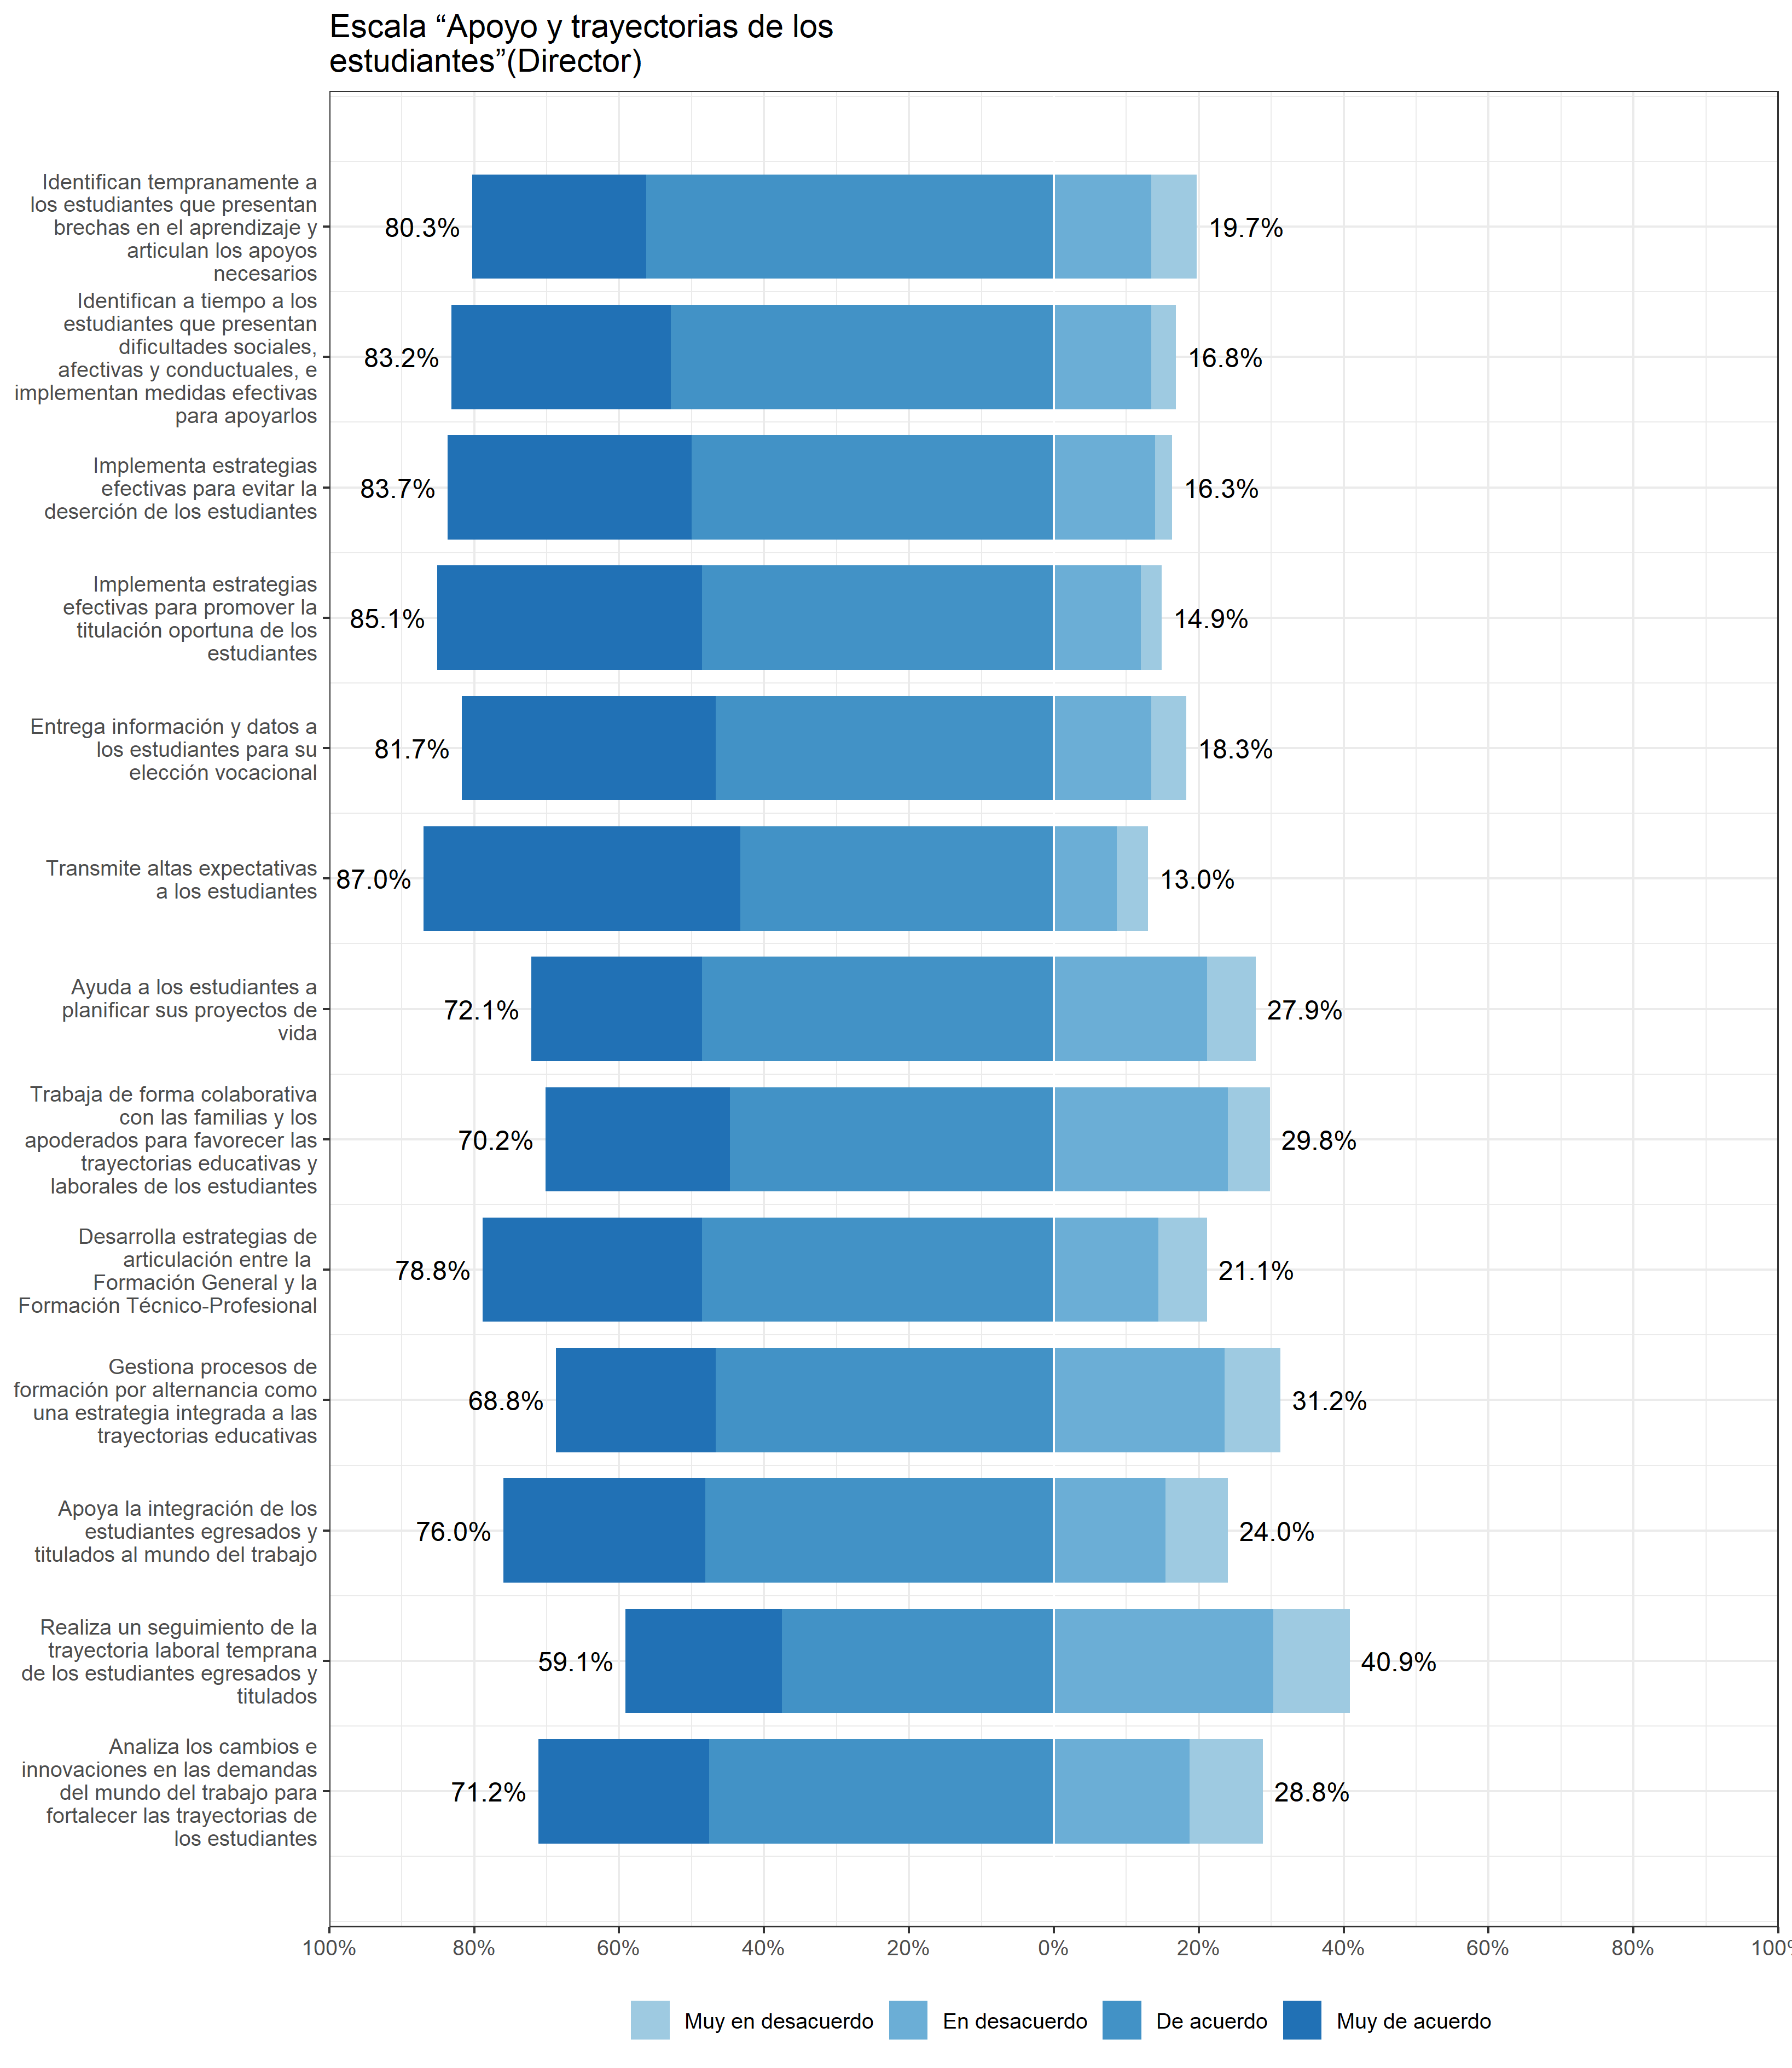 Escala “Apoyo y trayectorias de los
estudiantes”(Director)
Identifican tempranamente a
los estudiantes que presentan
brechas en el aprendizaje y
articulan los apoyos
necesarios
80.3%
19.7%
Identifican a tiempo a los
estudiantes que presentan
dificultades sociales,
afectivas y conductuales, e
implementan medidas efectivas
para apoyarlos
83.2%
16.8%
Implementa estrategias
efectivas para evitar la
deserción de los estudiantes
83.7%
16.3%
Implementa estrategias
efectivas para promover la
titulación oportuna de los
estudiantes
85.1%
14.9%
Entrega información y datos a
los estudiantes para su
elección vocacional
81.7%
18.3%
Transmite altas expectativas
a los estudiantes
87.0%
13.0%
Ayuda a los estudiantes a
planificar sus proyectos de
vida
72.1%
27.9%
Trabaja de forma colaborativa
con las familias y los
apoderados para favorecer las
trayectorias educativas y
laborales de los estudiantes
70.2%
29.8%
Desarrolla estrategias de
articulación entre la
Formación General y la
Formación Técnico-Profesional
78.8%
21.1%
Gestiona procesos de
formación por alternancia como
una estrategia integrada a las
trayectorias educativas
68.8%
31.2%
Apoya la integración de los
estudiantes egresados y
titulados al mundo del trabajo
76.0%
24.0%
Realiza un seguimiento de la
trayectoria laboral temprana
de los estudiantes egresados y
titulados
59.1%
40.9%
Analiza los cambios e
innovaciones en las demandas
del mundo del trabajo para
fortalecer las trayectorias de
los estudiantes
71.2%
28.8%
100% 80% 60% 40% 20% 0% 20% 40% 60% 80% 100%
Muy en desacuerdo En desacuerdo De acuerdo Muy de acuerdo